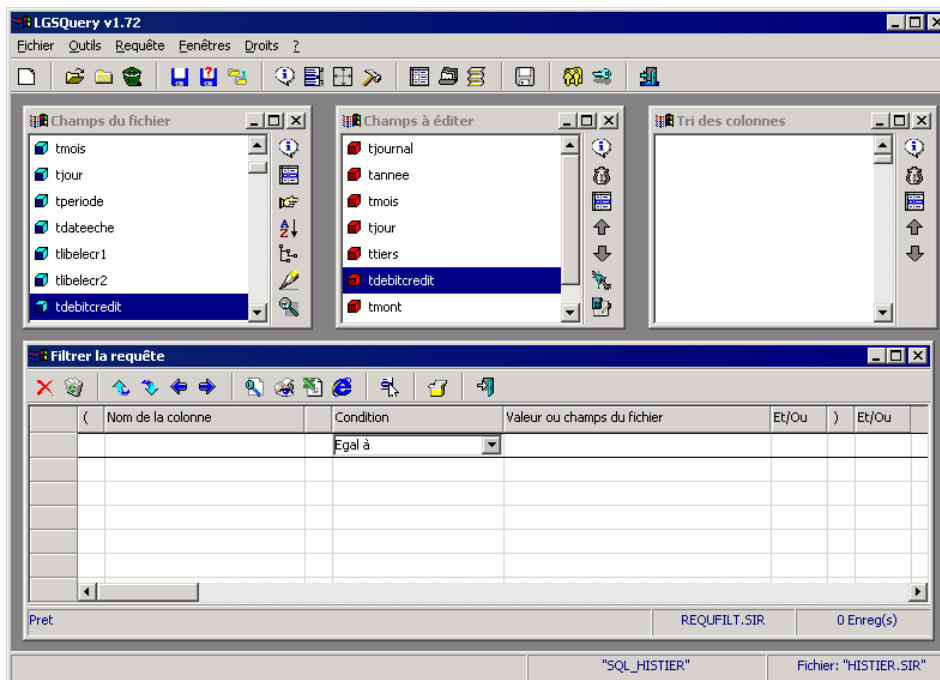 LGSQuery v1.72
Fichier Outils Requête Fenêtres Droits ?
Champs du fichier
tmois
tjour
tperiode
tdateeche
tlibelecr1
tlibelecr2
tdebitcredit
Champs à éditer
tjournal
tannee
tmois
tjour
ttiers
tdebitcredit
tmont
Tri des colonnes
Filtrer la requête
( Nom de la colonne Condition Valeur ou champs du fichier Et/Ou ) Et/Ou
Egal à
Pret REQUFILT.SIR 0 Enreg(s)
"SQL_HISTIER" Fichier: "HISTIER.SIR"